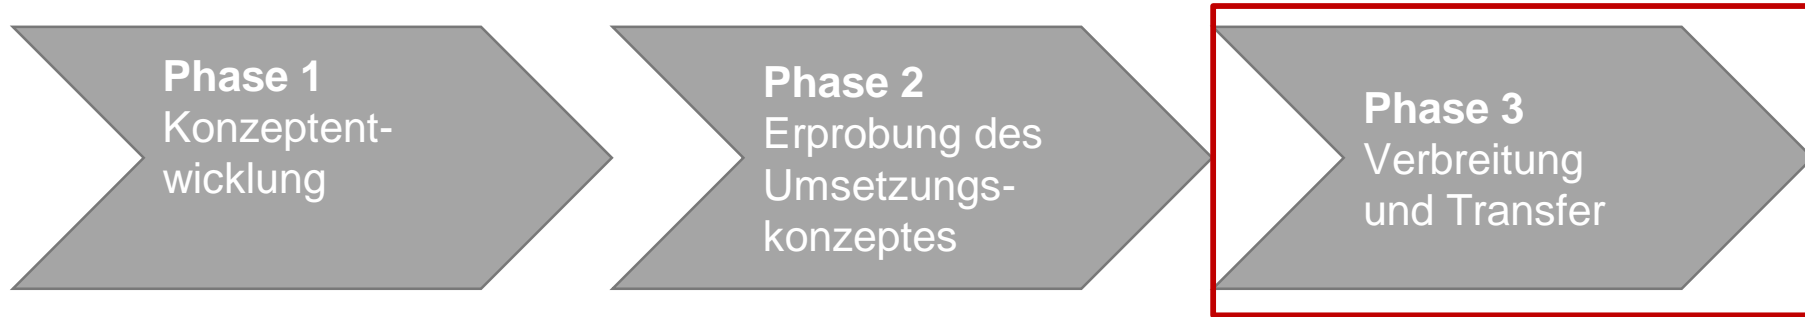 Phase 1
Konzeptent-
wicklung
Phase 2
Erprobung des
Umsetzungs-
konzeptes
Phase 3
Verbreitung
und Transfer